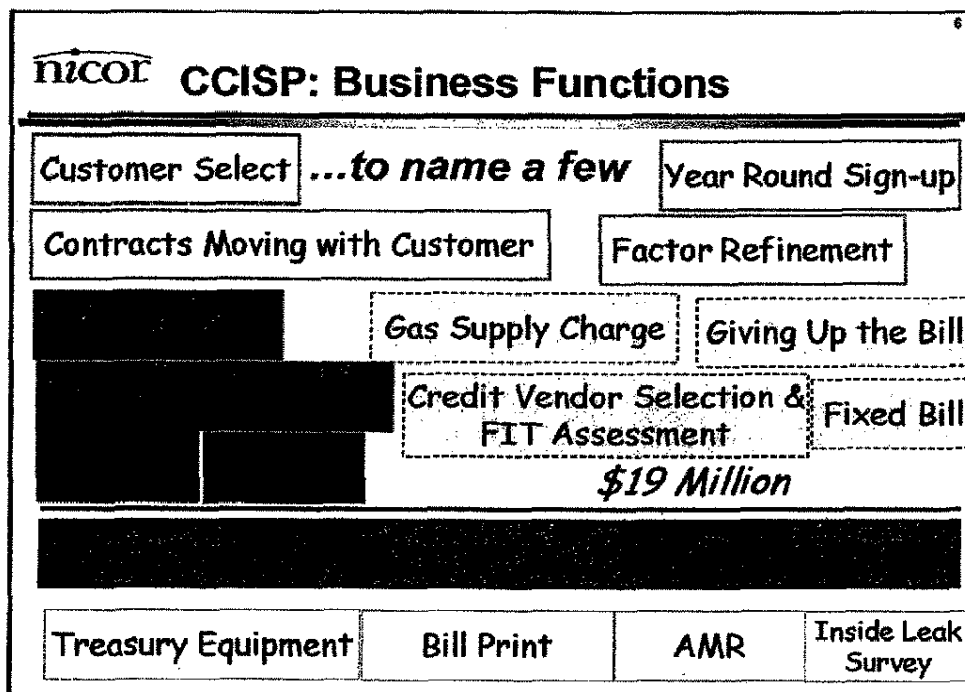 6
nicor CCISP: Business Functions
Customer Select ...to name a few Year Round Sign-up
Contracts Moving with Customer Factor Refinement
Gas Supply Charge Giving Up the Bill
Credit Vendor Selection &
FIT Assessment
Fixed Bill
$19 Million
Treasury Equipment Bill Print AMR Inside Leak
Survey